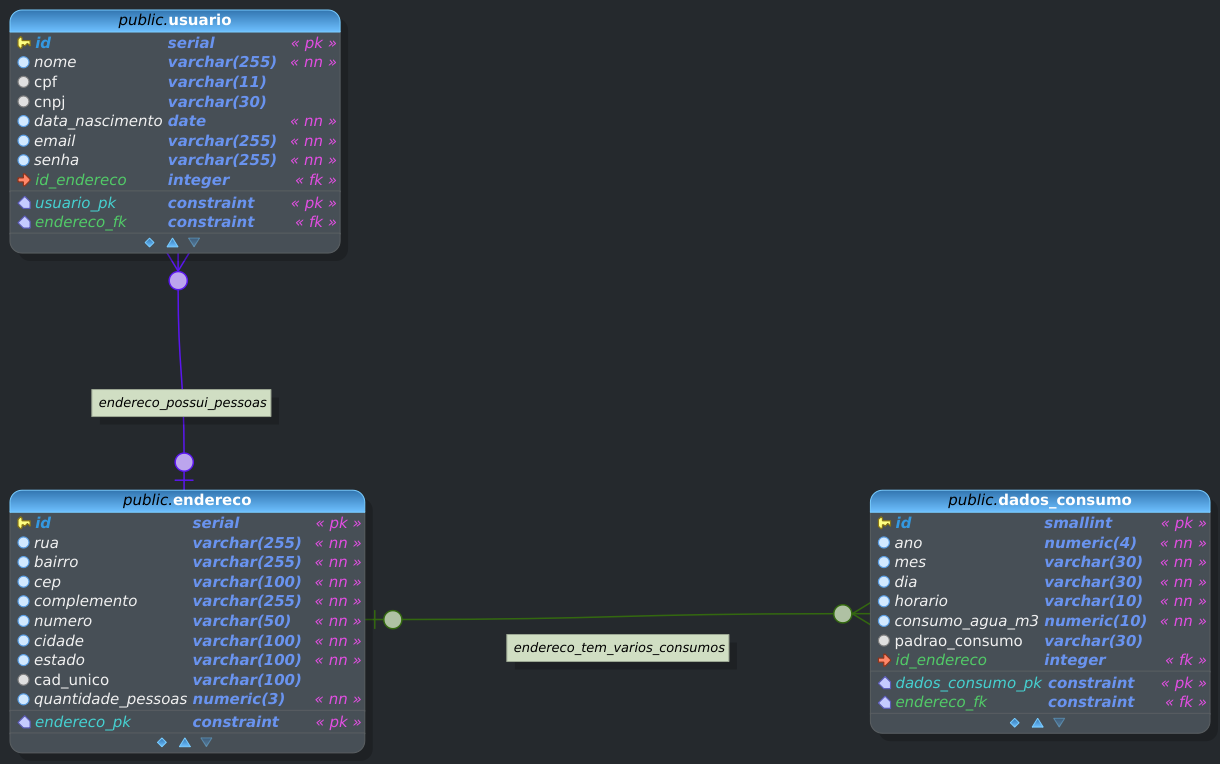 public.usuario
id serial « pk »
nome varchar(255) « nn »
cpf varchar(11)
cnpj varchar(30)
data_nascimento date « nn »
email varchar(255) « nn »
senha varchar(255) « nn »
id_endereco integer « fk »
usuario_pk constraint « pk »
endereco_fk constraint « fk »
endereco_possui_pessoas
public.endereco
id serial « pk »
rua varchar(255) « nn »
bairro varchar(255) « nn »
cep varchar(100) « nn »
complemento varchar(255) « nn »
numero varchar(50) « nn »
cidade varchar(100) « nn »
estado varchar(100) « nn »
cad_unico varchar(100)
quantidade_pessoas numeric(3) « nn »
endereco_pk constraint « pk »
endereco_tem_varios_consumos
public.dados_consumo
id smallint « pk »
ano numeric(4) « nn »
mes varchar(30) « nn »
dia varchar(30) « nn »
horario varchar(10) « nn »
consumo_agua_m3 numeric(10) « nn »
padrao_consumo varchar(30)
id_endereco integer « fk »
dados_consumo_pk constraint « pk »
endereco_fk constraint « fk »